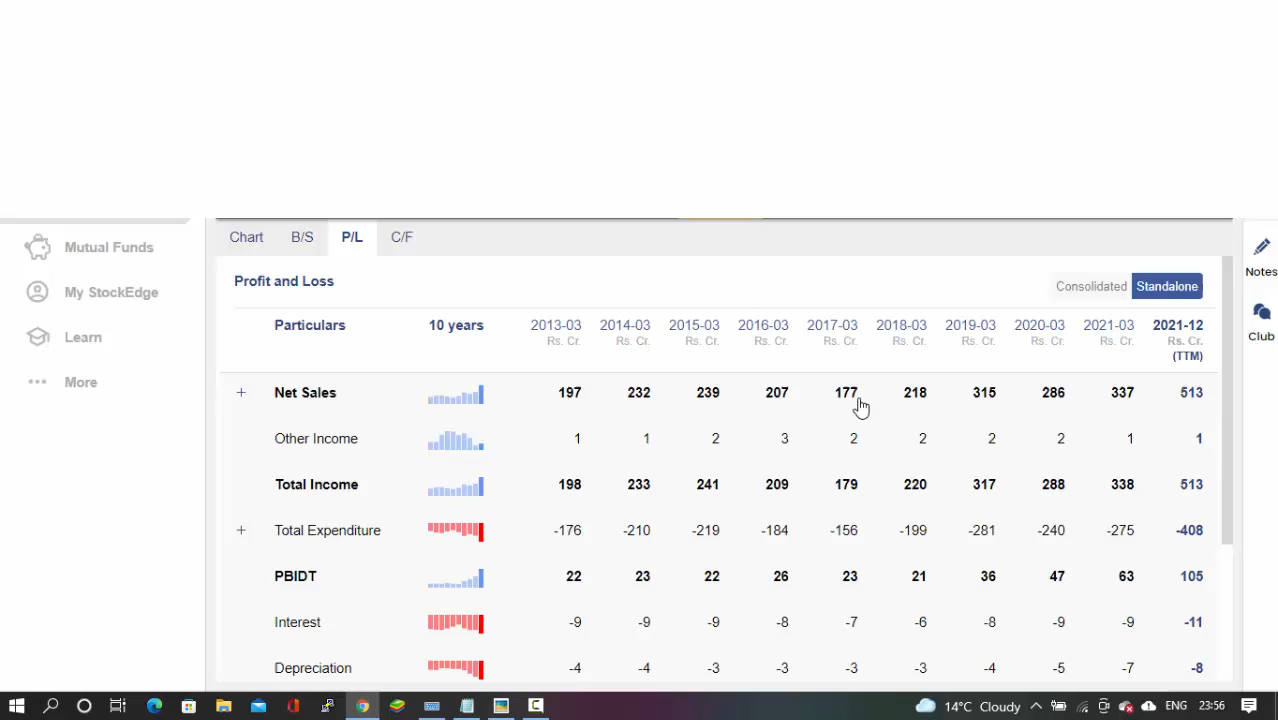 Chart B/S P/L C/F
Mutual Funds
My StockEdge
Learn
More
Notes
Club
Profit and Loss
Consolidated Standalone
Particulars 10 years 2013-03 2014-03 2015-03 2016-03 2017-03 2018-03 2019-03 2020-03 2021-03 2021-12
Rs. Cr. Rs. Cr. Rs. Cr. Rs. Cr. Rs. Cr. Rs. Cr. Rs. Cr. Rs. Cr. Rs. Cr. Rs. Cr.
(TTM)
+ Net Sales 197 232 239 207 177 218 315 286 337 513
Other Income 1 1 2 3 2 2 2 2 1 1
Total Income 198 233 241 209 179 220 317 288 338 513
+ Total Expenditure -176 -210 -219 -184 -156 -199 -281 -240 -275 -408
PBIDT 22 23 22 26 23 21 36 47 63 105
Interest -9 -9 -9 -8 -7 -6 -8 -9 -9 -11
Depreciation -4 -4 -3 -3 -3 -3 -4 -5 -7 -8
14°C Cloudy ENG 23:56